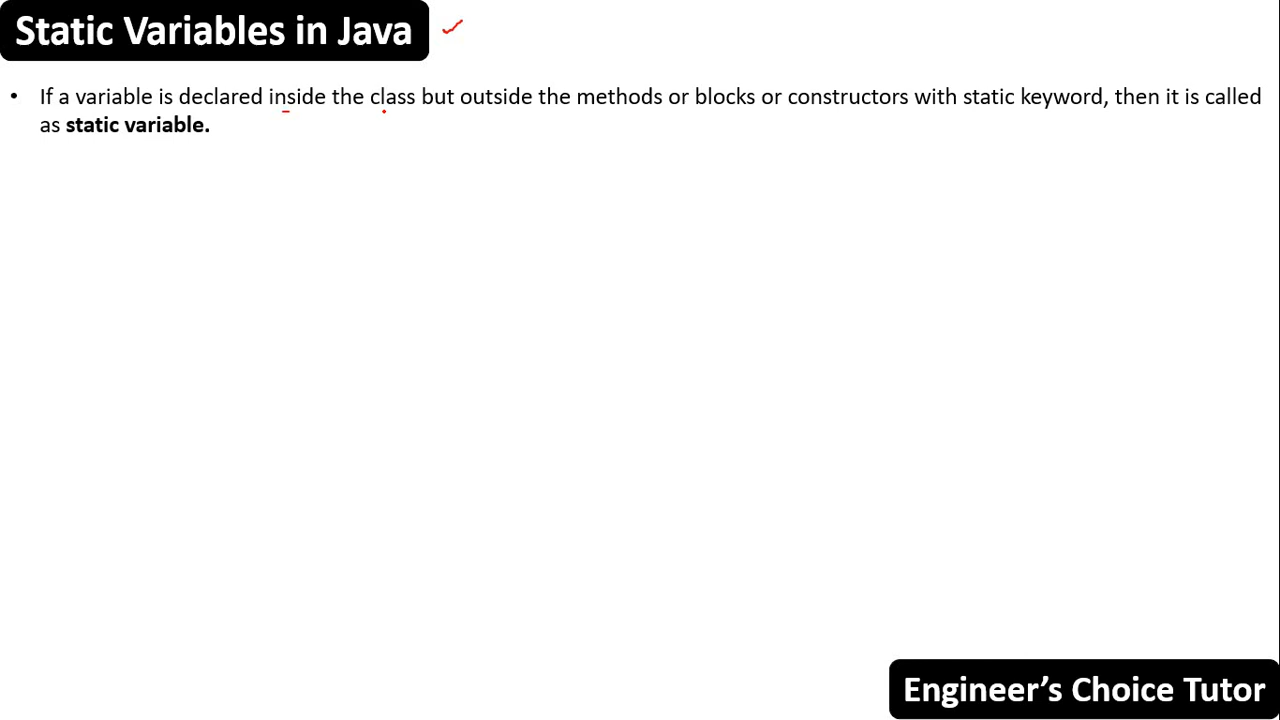 Static Variables in Java
• If a variable is declared inside the class but outside the methods or blocks or constructors with static keyword, then it is called
as static variable.
Engineer’s Choice Tutor